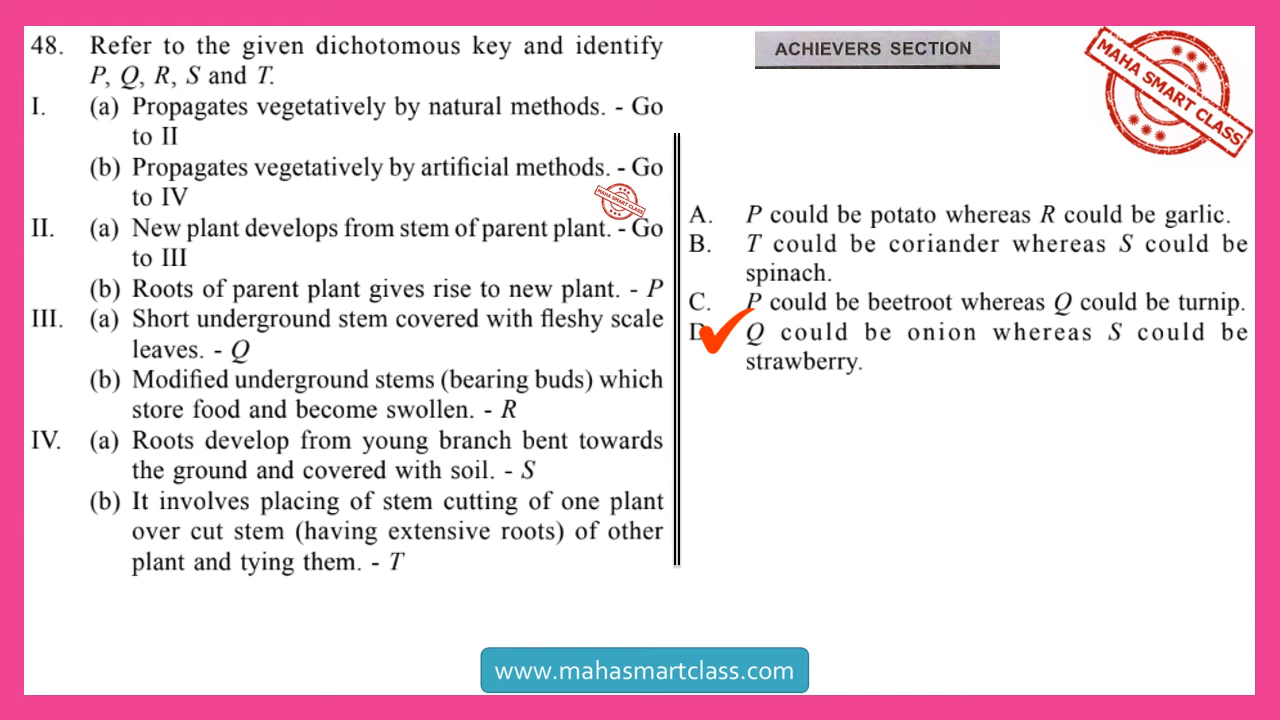 48. Refer to the given dichotomous key and identify
P, Q, R, S and T.
I. (a) Propagates vegetatively by natural methods. - Go
to II
(b) Propagates vegetatively by artificial methods. - Go
to IV
II. (a) New plant develops from stem of parent plant. - Go
to III
(b) Roots of parent plant gives rise to new plant. - P
III. (a) Short underground stem covered with fleshy scale
leaves. - Q
(b) Modified underground stems (bearing buds) which
store food and become swollen. - R
IV. (a) Roots develop from young branch bent towards
the ground and covered with soil. - S
(b) It involves placing of stem cutting of one plant
over cut stem (having extensive roots) of other
plant and tying them. - T
MAHA SMART CLASS
ACHIEVERS SECTION
MAHA SMART CLASS
A. P could be potato whereas R could be garlic.
B. T could be coriander whereas S could be
spinach.
C. P could be beetroot whereas Q could be turnip.
D. Q could be onion whereas S could be
strawberry.
www.mahasmartclass.com